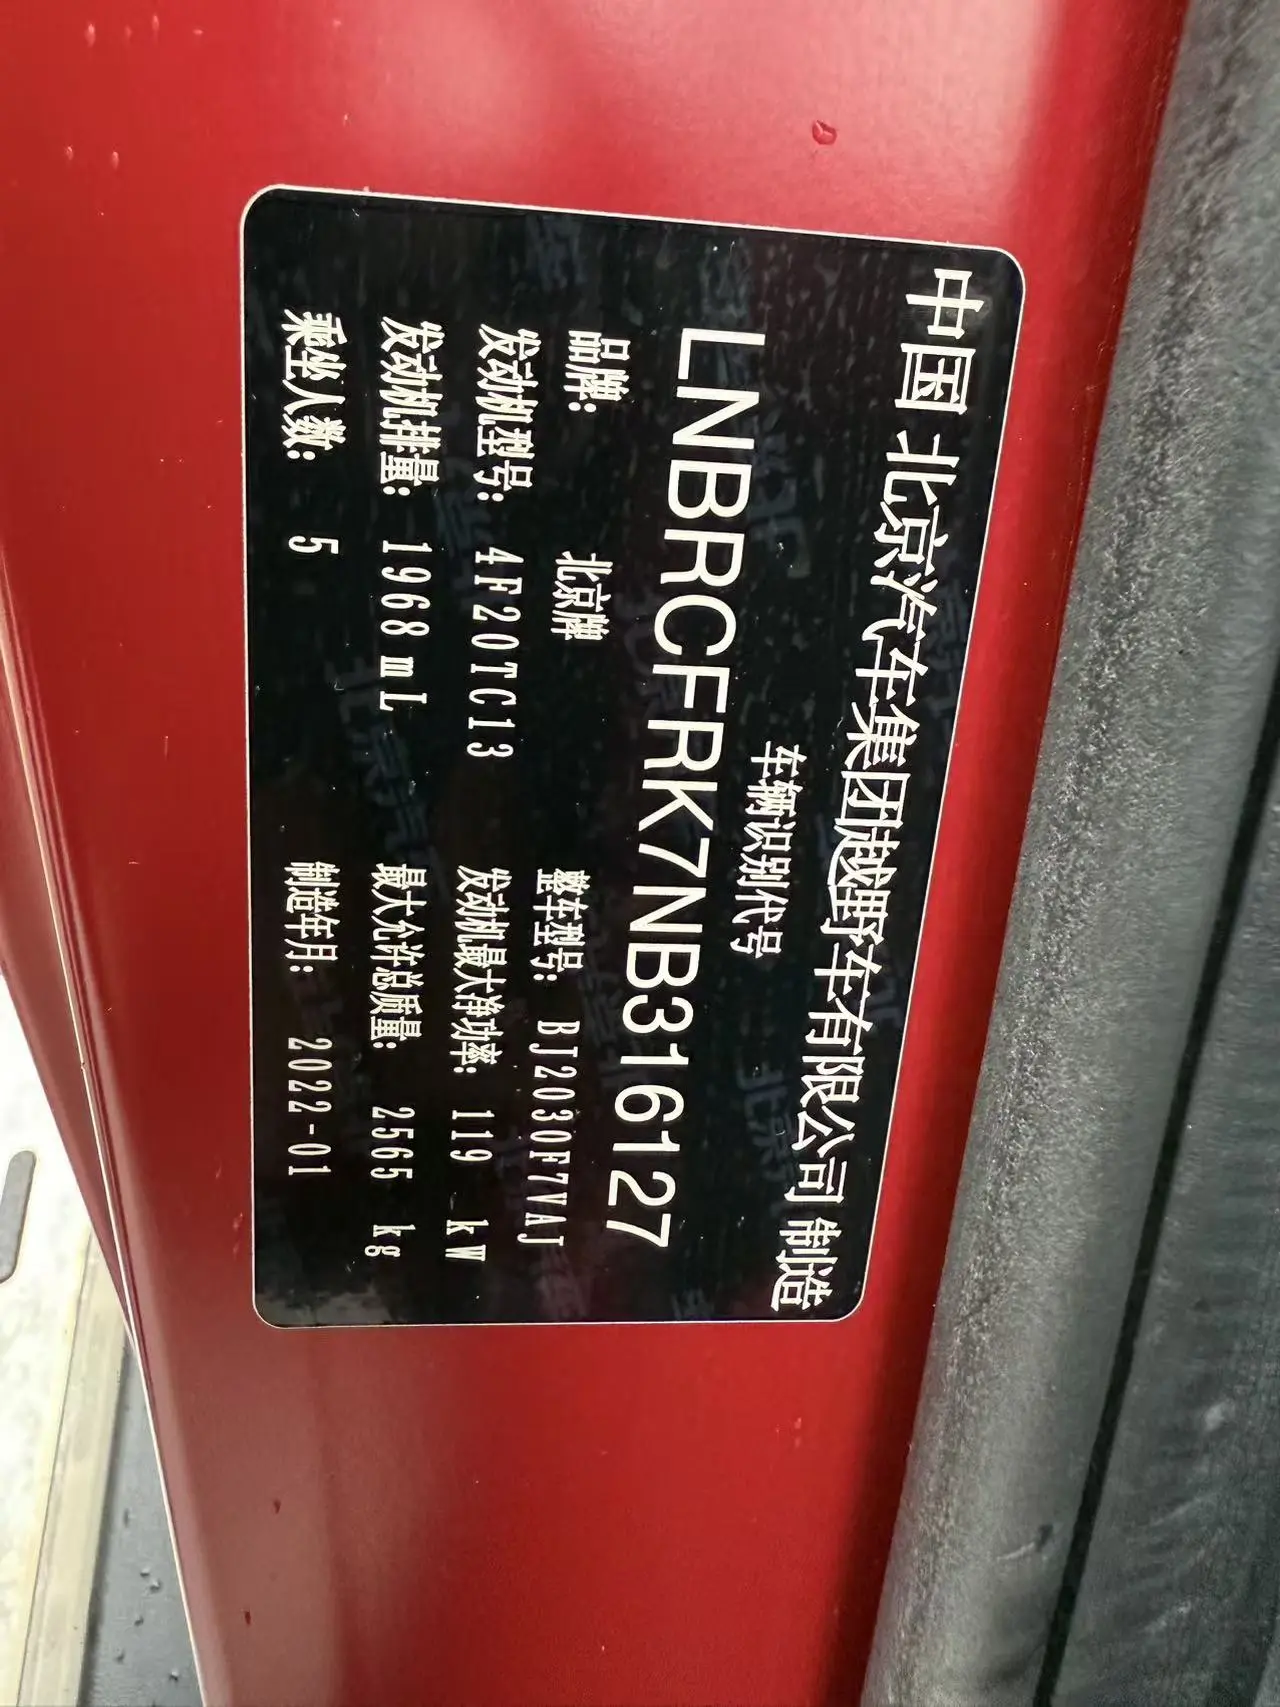 中国 北京汽车集团越野车有限公司 制造
车辆识别代号
LNBRCFRK7NB316127
品牌: 北京牌 整车型号: BJ2030F7VAJ
发动机型号: 4F20TC13 发动机最大净功率: 119 kW
发动机排量: 1968 mL 最大允许总质量: 2565 kg
乘坐人数: 5 制造年月: 2022-01